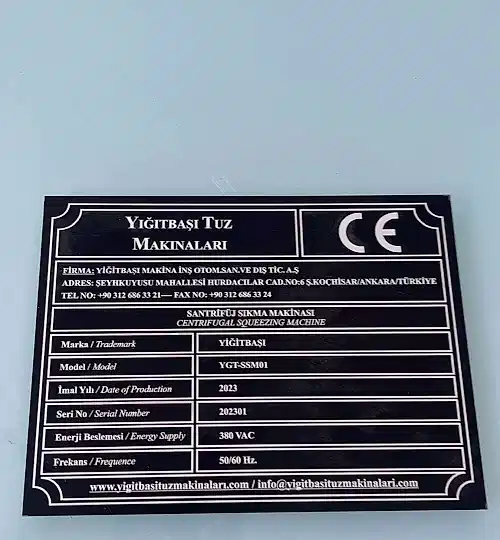 YIĞITBAŞI TUZ
MAKINALARI
CE
FİRMA: YİĞİTBAŞI MAKİNA İNŞ OTOM.SAN.VE DIŞ TİC. A.Ş
ADRES: ŞEYHKUYUSU MAHALLESİ HURDACILAR CAD.NO:6 Ş.KOÇHİSAR/ANKARA/TÜRKİYE
TEL NO: +90 312 686 33 21---- FAX NO: +90 312 686 33 24
SANTRİFÜJ SIKMA MAKİNASI
CENTRIFUGAL SQUEEZING MACHINE
Marka / Trademark YİĞİTBAŞI
Model / Model YGT-SSM01
İmal Yılı / Date of Production 2023
Seri No / Serial Number 202301
Enerji Beslemesi / Energy Supply 380 VAC
Frekans / Frequence 50/60 Hz.
www.yigitbasituzmakinalari.com / info@yigitbasituzmakinalari.com